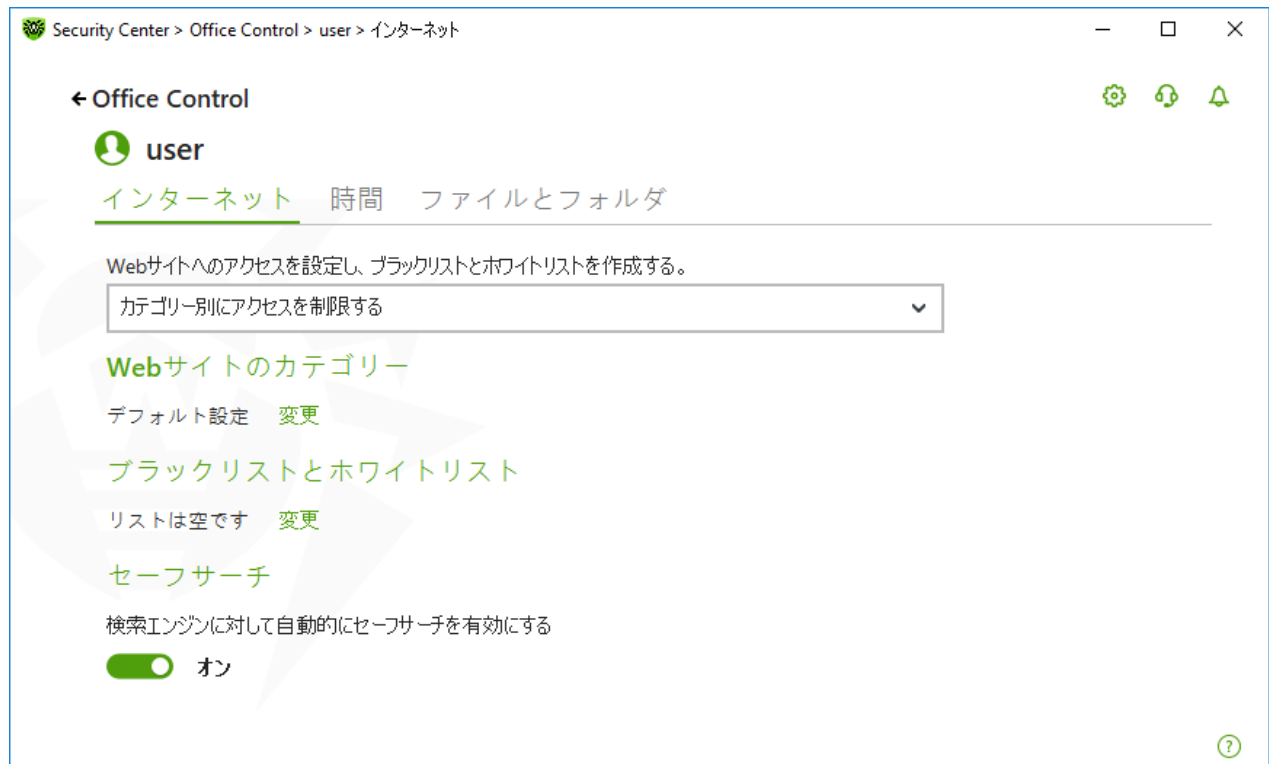 Security Center > Office Control > user > インターネット
Office Control
user
インターネット 時間 ファイルとフォルダ
Webサイトへのアクセスを設定し、ブラックリストとホワイトリストを作成する。
カテゴリー別にアクセスを制限する
Webサイトのカテゴリー
デフォルト設定 変更
ブラックリストとホワイトリスト
リストは空です 変更
セーフサーチ
検索エンジンに対して自動的にセーフサーチを有効にする
オン
?